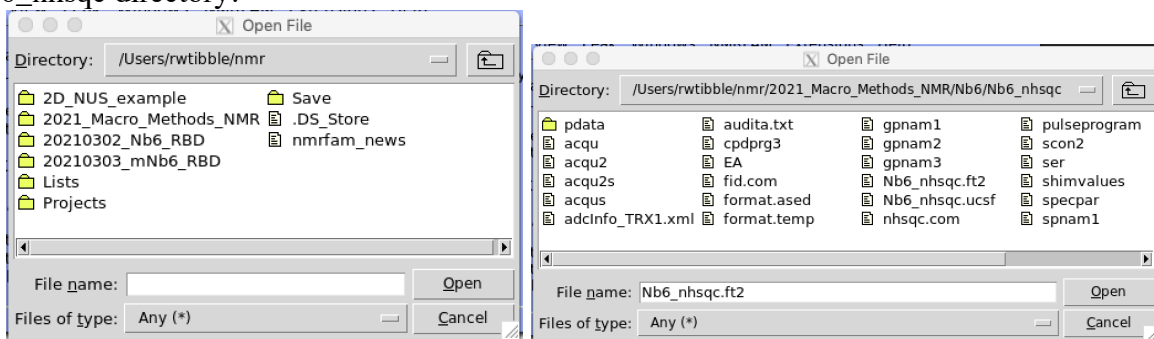 Open File
Directory: /Users/rwtibble/nmr
2D_NUS_example
2021_Macro_Methods_NMR
20210302_Nb6_RBD
20210303_mNb6_RBD
Lists
Projects
Save
.DS_Store
nmrfam_news
File name:
Open
Files of type: Any (*)
Cancel
Open File
Directory: /Users/rwtibble/nmr/2021_Macro_Methods_NMR/Nb6/Nb6_nhsqc
pdata
acqu
acqu2
acqu2s
acqus
adcInfo_TRX1.xml
audita.txt
cpdprg3
EA
fid.com
format.ased
format.temp
gpnam1
gpnam2
gpnam3
Nb6_nhsqc.ft2
Nb6_nhsqc.ucsf
nhsqc.com
pulseprogram
scon2
ser
shimvalues
specpar
spnam1
File name: Nb6_nhsqc.ft2
Open
Files of type: Any (*)
Cancel